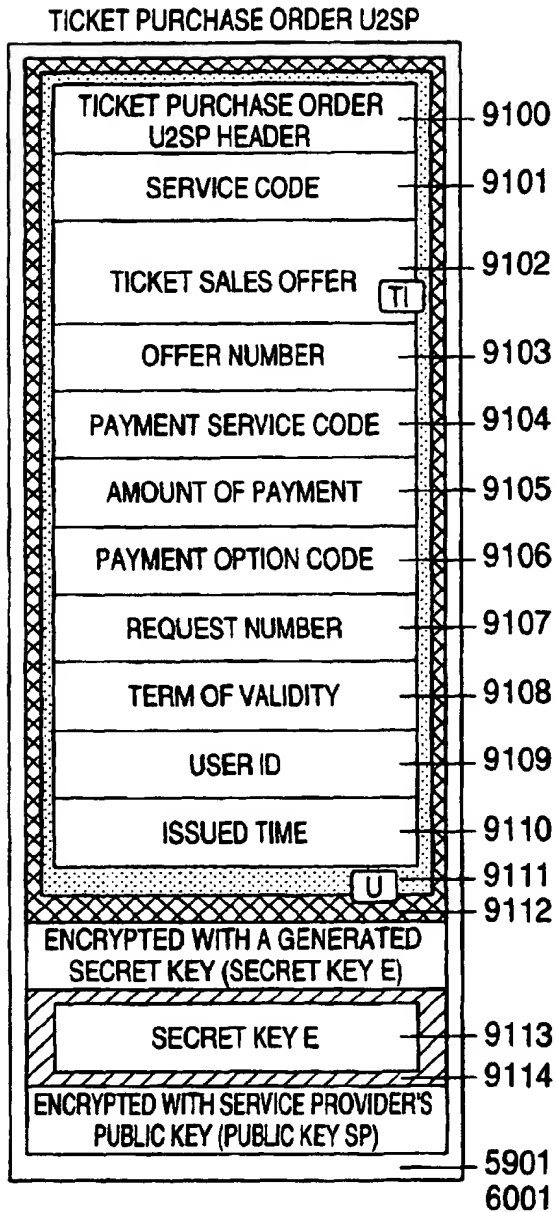 TICKET PURCHASE ORDER U2SP
TICKET PURCHASE ORDER
U2SP HEADER
9100
SERVICE CODE
9101
TICKET SALES OFFER
9102
TI
OFFER NUMBER
9103
PAYMENT SERVICE CODE
9104
AMOUNT OF PAYMENT
9105
PAYMENT OPTION CODE
9106
REQUEST NUMBER
9107
TERM OF VALIDITY
9108
USER ID
9109
ISSUED TIME
9110
U
9111
9112
ENCRYPTED WITH A GENERATED
SECRET KEY (SECRET KEY E)
SECRET KEY E
9113
9114
ENCRYPTED WITH SERVICE PROVIDER'S
PUBLIC KEY (PUBLIC KEY SP)
5901
6001